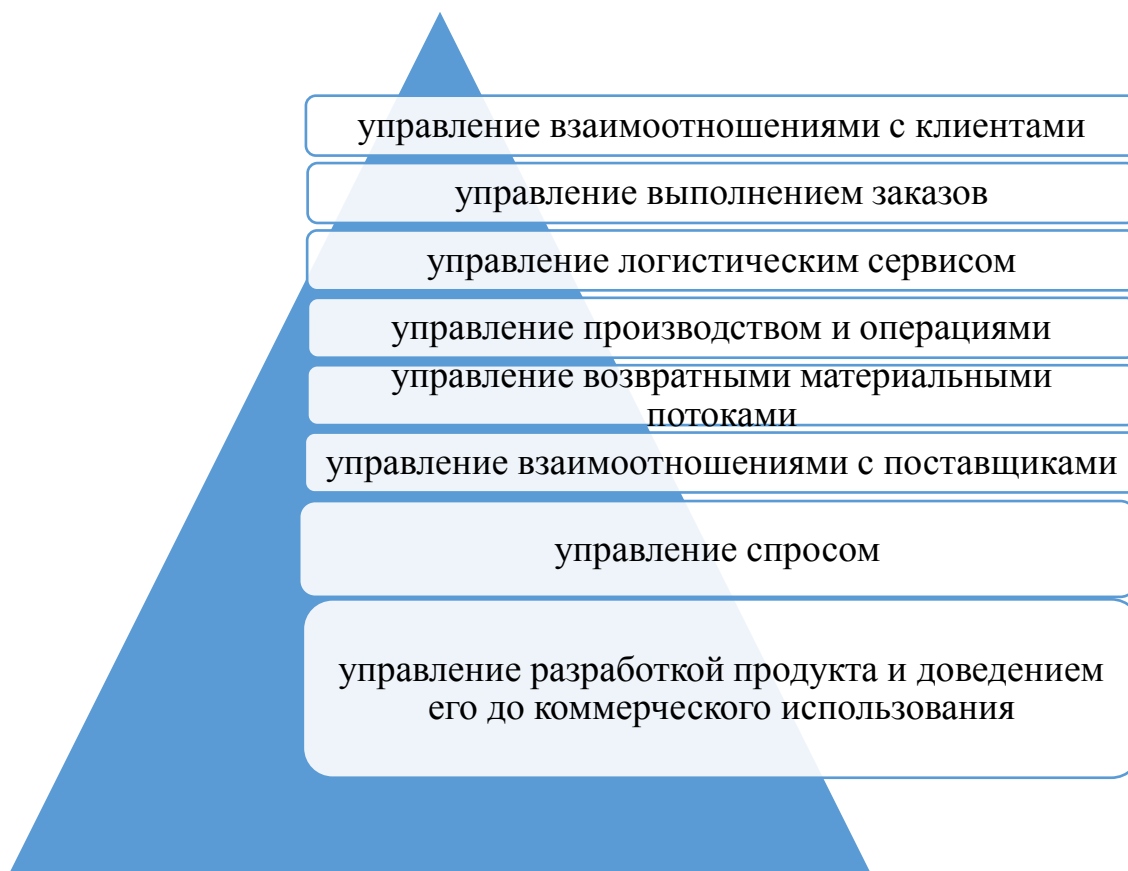 управление взаимоотношениями с клиентами
управление выполнением заказов
управление логистическим сервисом
управление производством и операциями
управление возвратными материальными
потоками
управление взаимоотношениями с поставщиками
управление спросом
управление разработкой продукта и доведением
его до коммерческого использования